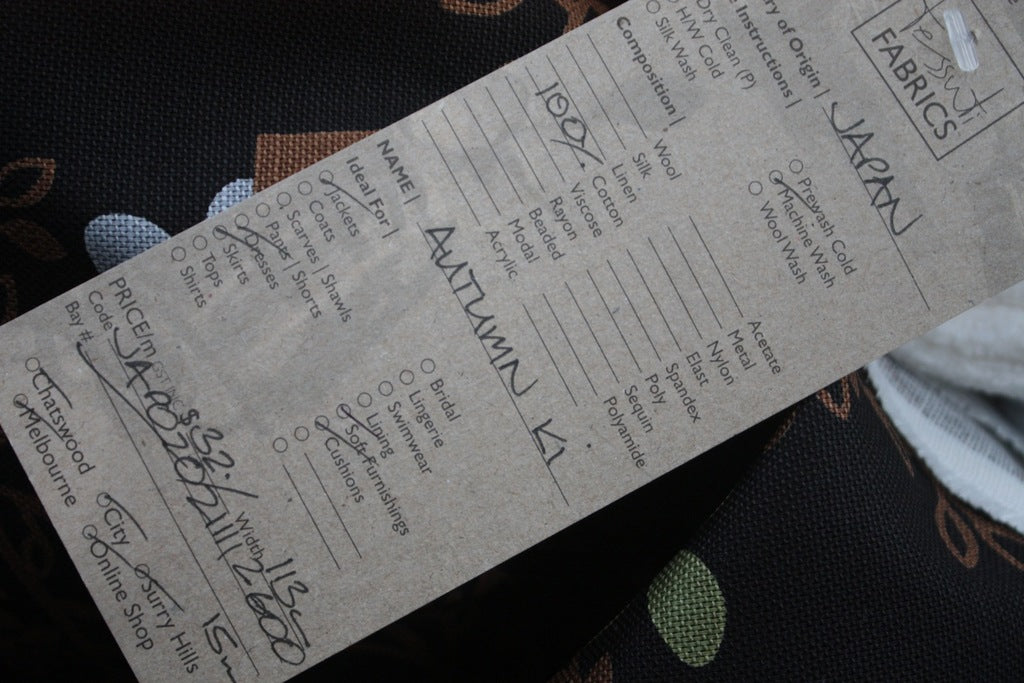 Tessuti
FABRICS
ry of Origin | JAPAN
e Instructions |
Dry Clean (P)
H/W Cold
Silk Wash
Prewash Cold
Machine Wash
Wool Wash
Composition |
Wool
Silk
Linen
100% Cotton
Viscose
Rayon
Beaded
Modal
Acrylic
Acetate
Metal
Nylon
Elast
Spandex
Poly
Sequin
Polyamide
NAME | AUTUMN Ki
Ideal For |
Jackets
Coats
Scarves | Shawls
Pants | Shorts
Dresses
Skirts
Tops
Shirts
Bridal
Lingerie
Swimwear
Lining
Soft Furnishings
Cushions
PRICE/m $32./ Width 113c
Code
Bay # 15m
Chatswood
City
Surry Hills
Melbourne
Online Shop